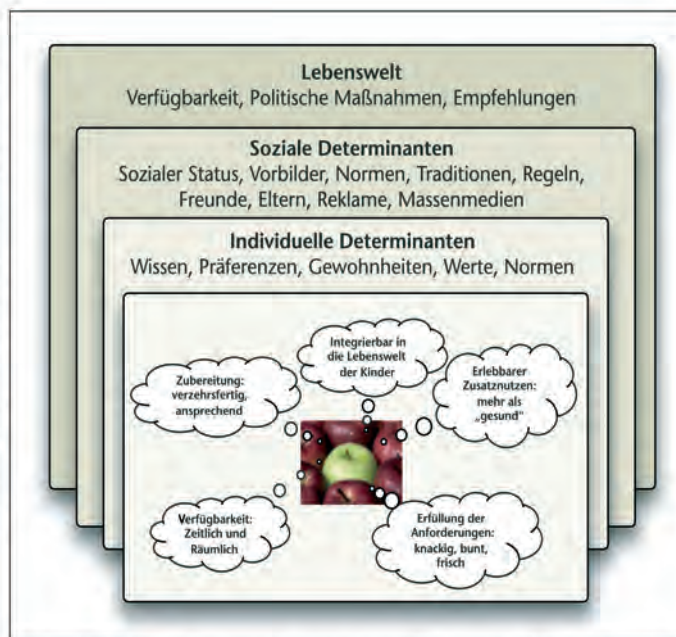 Lebenswelt
Verfügbarkeit, Politische Maßnahmen, Empfehlungen
Soziale Determinanten
Sozialer Status, Vorbilder, Normen, Traditionen, Regeln,
Freunde, Eltern, Reklame, Massenmedien
Individuelle Determinanten
Wissen, Präferenzen, Gewohnheiten, Werte, Normen
Integrierbar in
die Lebenswelt
der Kinder
Zubereitung:
verzehrsfertig,
ansprechend
Erlebbarer
Zusatznutzen:
mehr als
„gesund“
Verfügbarkeit:
Zeitlich und
Räumlich
Erfüllung der
Anforderungen:
knackig, bunt,
frisch